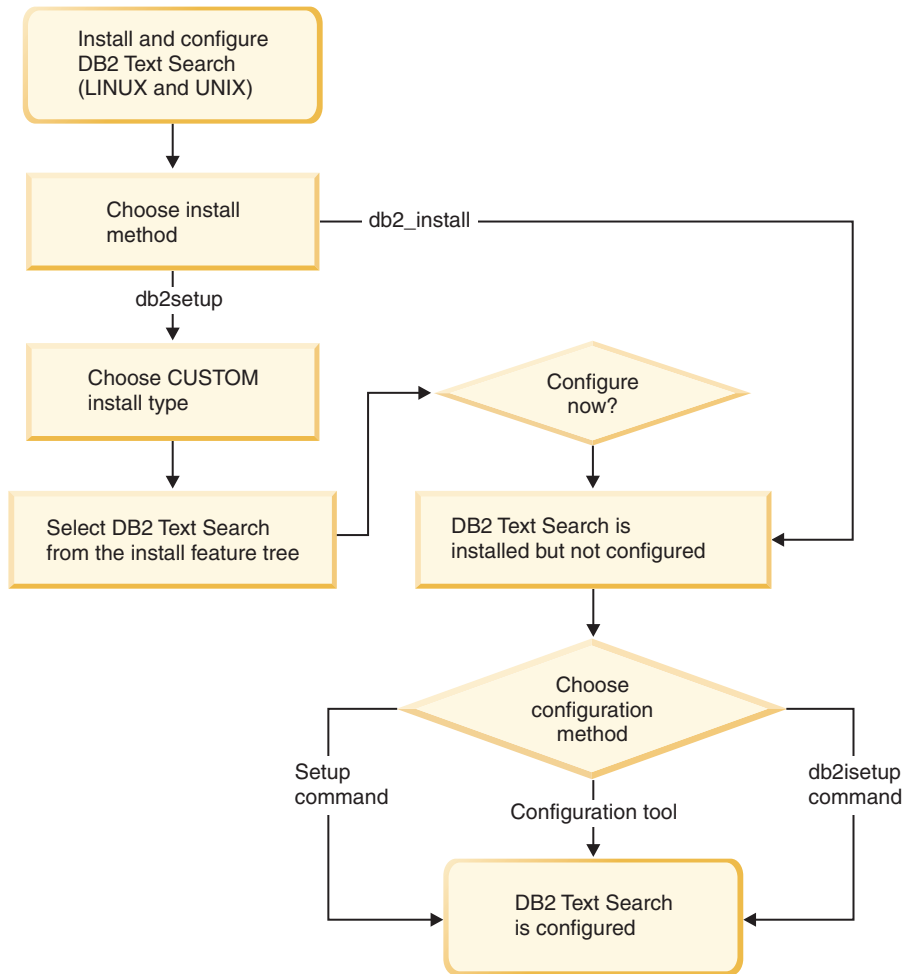 Install and configure
DB2 Text Search
(LINUX and UNIX)
Choose install
method
db2_install
db2setup
Choose CUSTOM
install type
Configure
now?
Select DB2 Text Search
from the install feature tree
DB2 Text Search is
installed but not configured
Choose
configuration
method
Setup
command
Configuration tool
db2isetup
command
DB2 Text Search
is configured